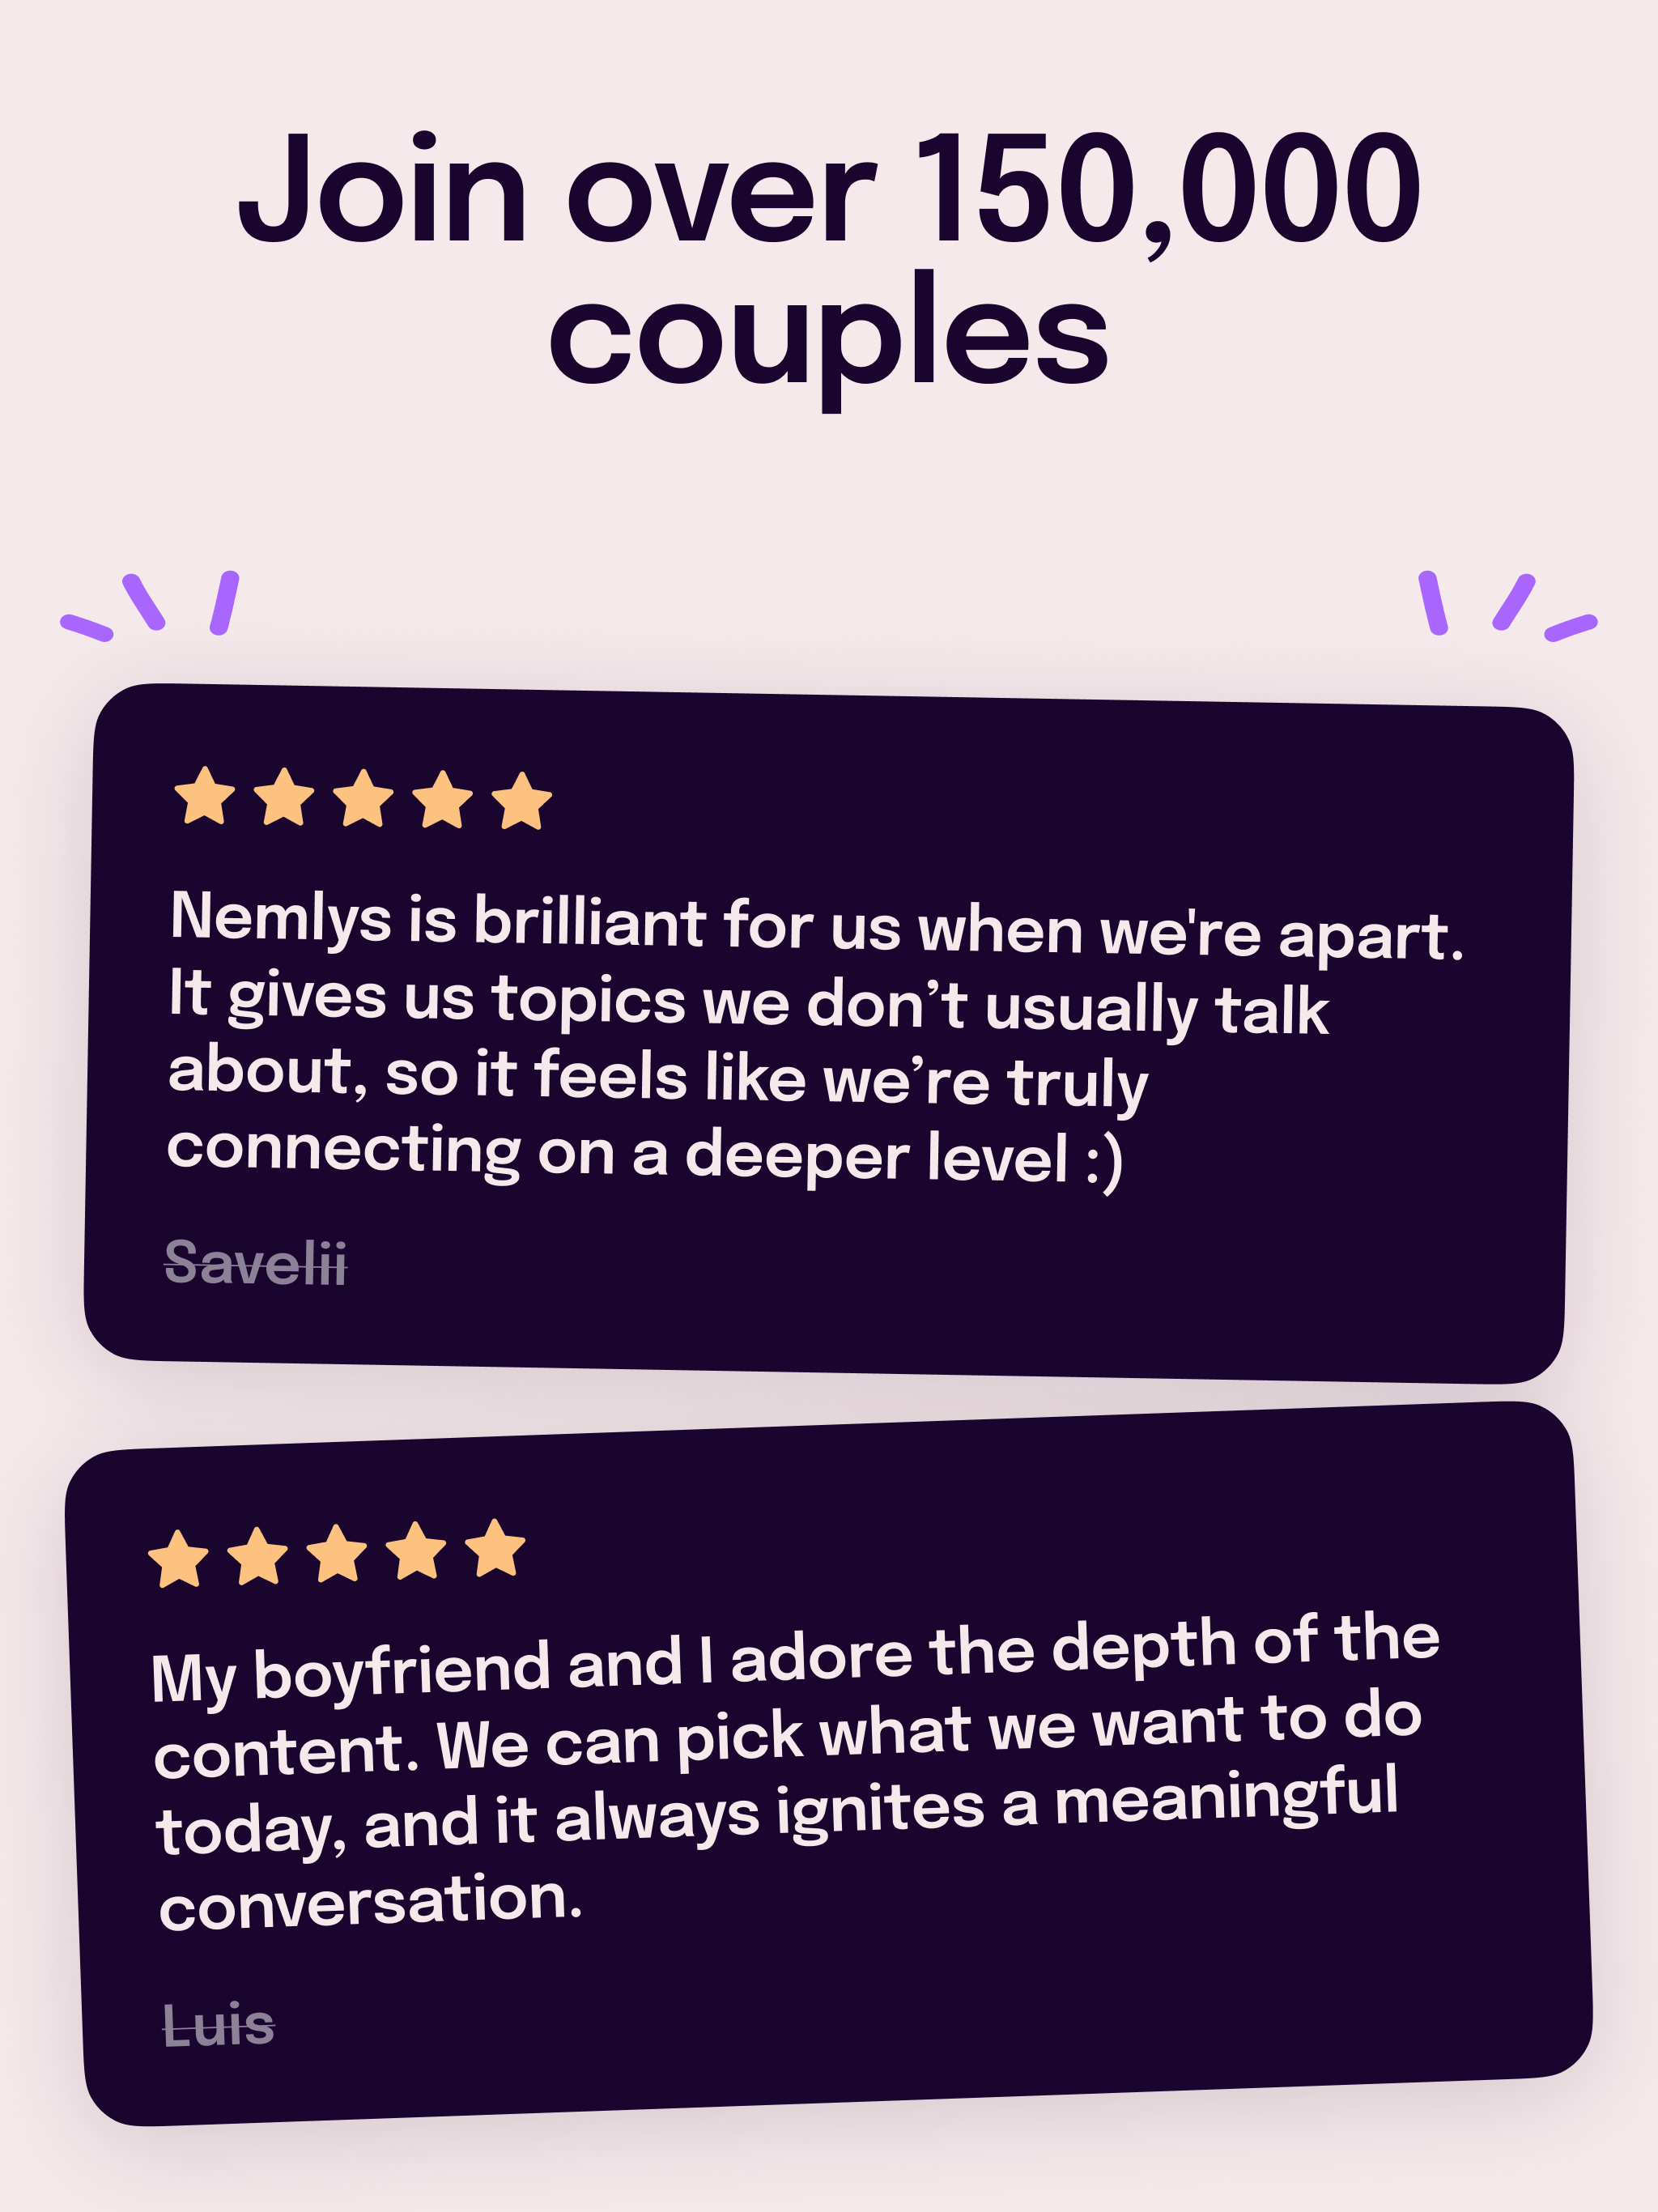 Join over 150,000
couples
Nemlys is brilliant for us when we're apart.
It gives us topics we don’t usually talk
about, so it feels like we’re truly
connecting on a deeper level :)
Savelii
My boyfriend and I adore the depth of the
content. We can pick what we want to do
today, and it always ignites a meaningful
conversation.
Luis